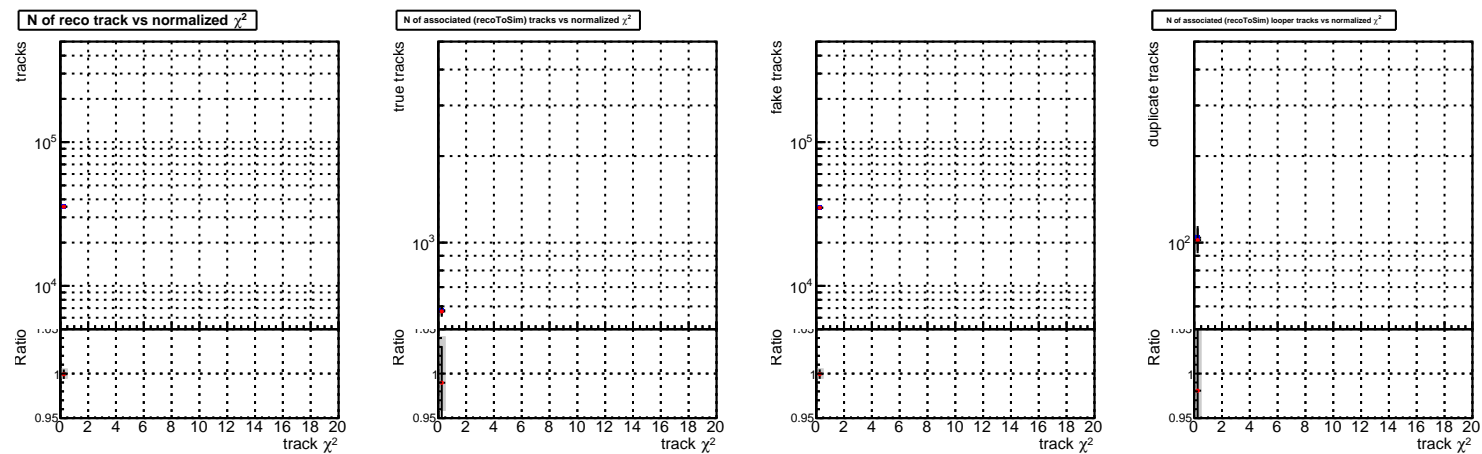 N of reco track vs normalized χ²
N of associated (recoToSim) tracks vs normalized χ²
N of associated (recoToSim) looper tracks vs normalized χ²
tracks
10⁵
10⁴
Ratio
1
0.95
0 2 4 6 8 10 12 14 16 18 20
track χ²
true tracks
10³
Ratio
1
0.95
0 2 4 6 8 10 12 14 16 18 20
track χ²
fake tracks
10⁵
10⁴
Ratio
1
0.95
0 2 4 6 8 10 12 14 16 18 20
track χ²
duplicate tracks
10²
Ratio
1
0.95
0 2 4 6 8 10 12 14 16 18 20
track χ²